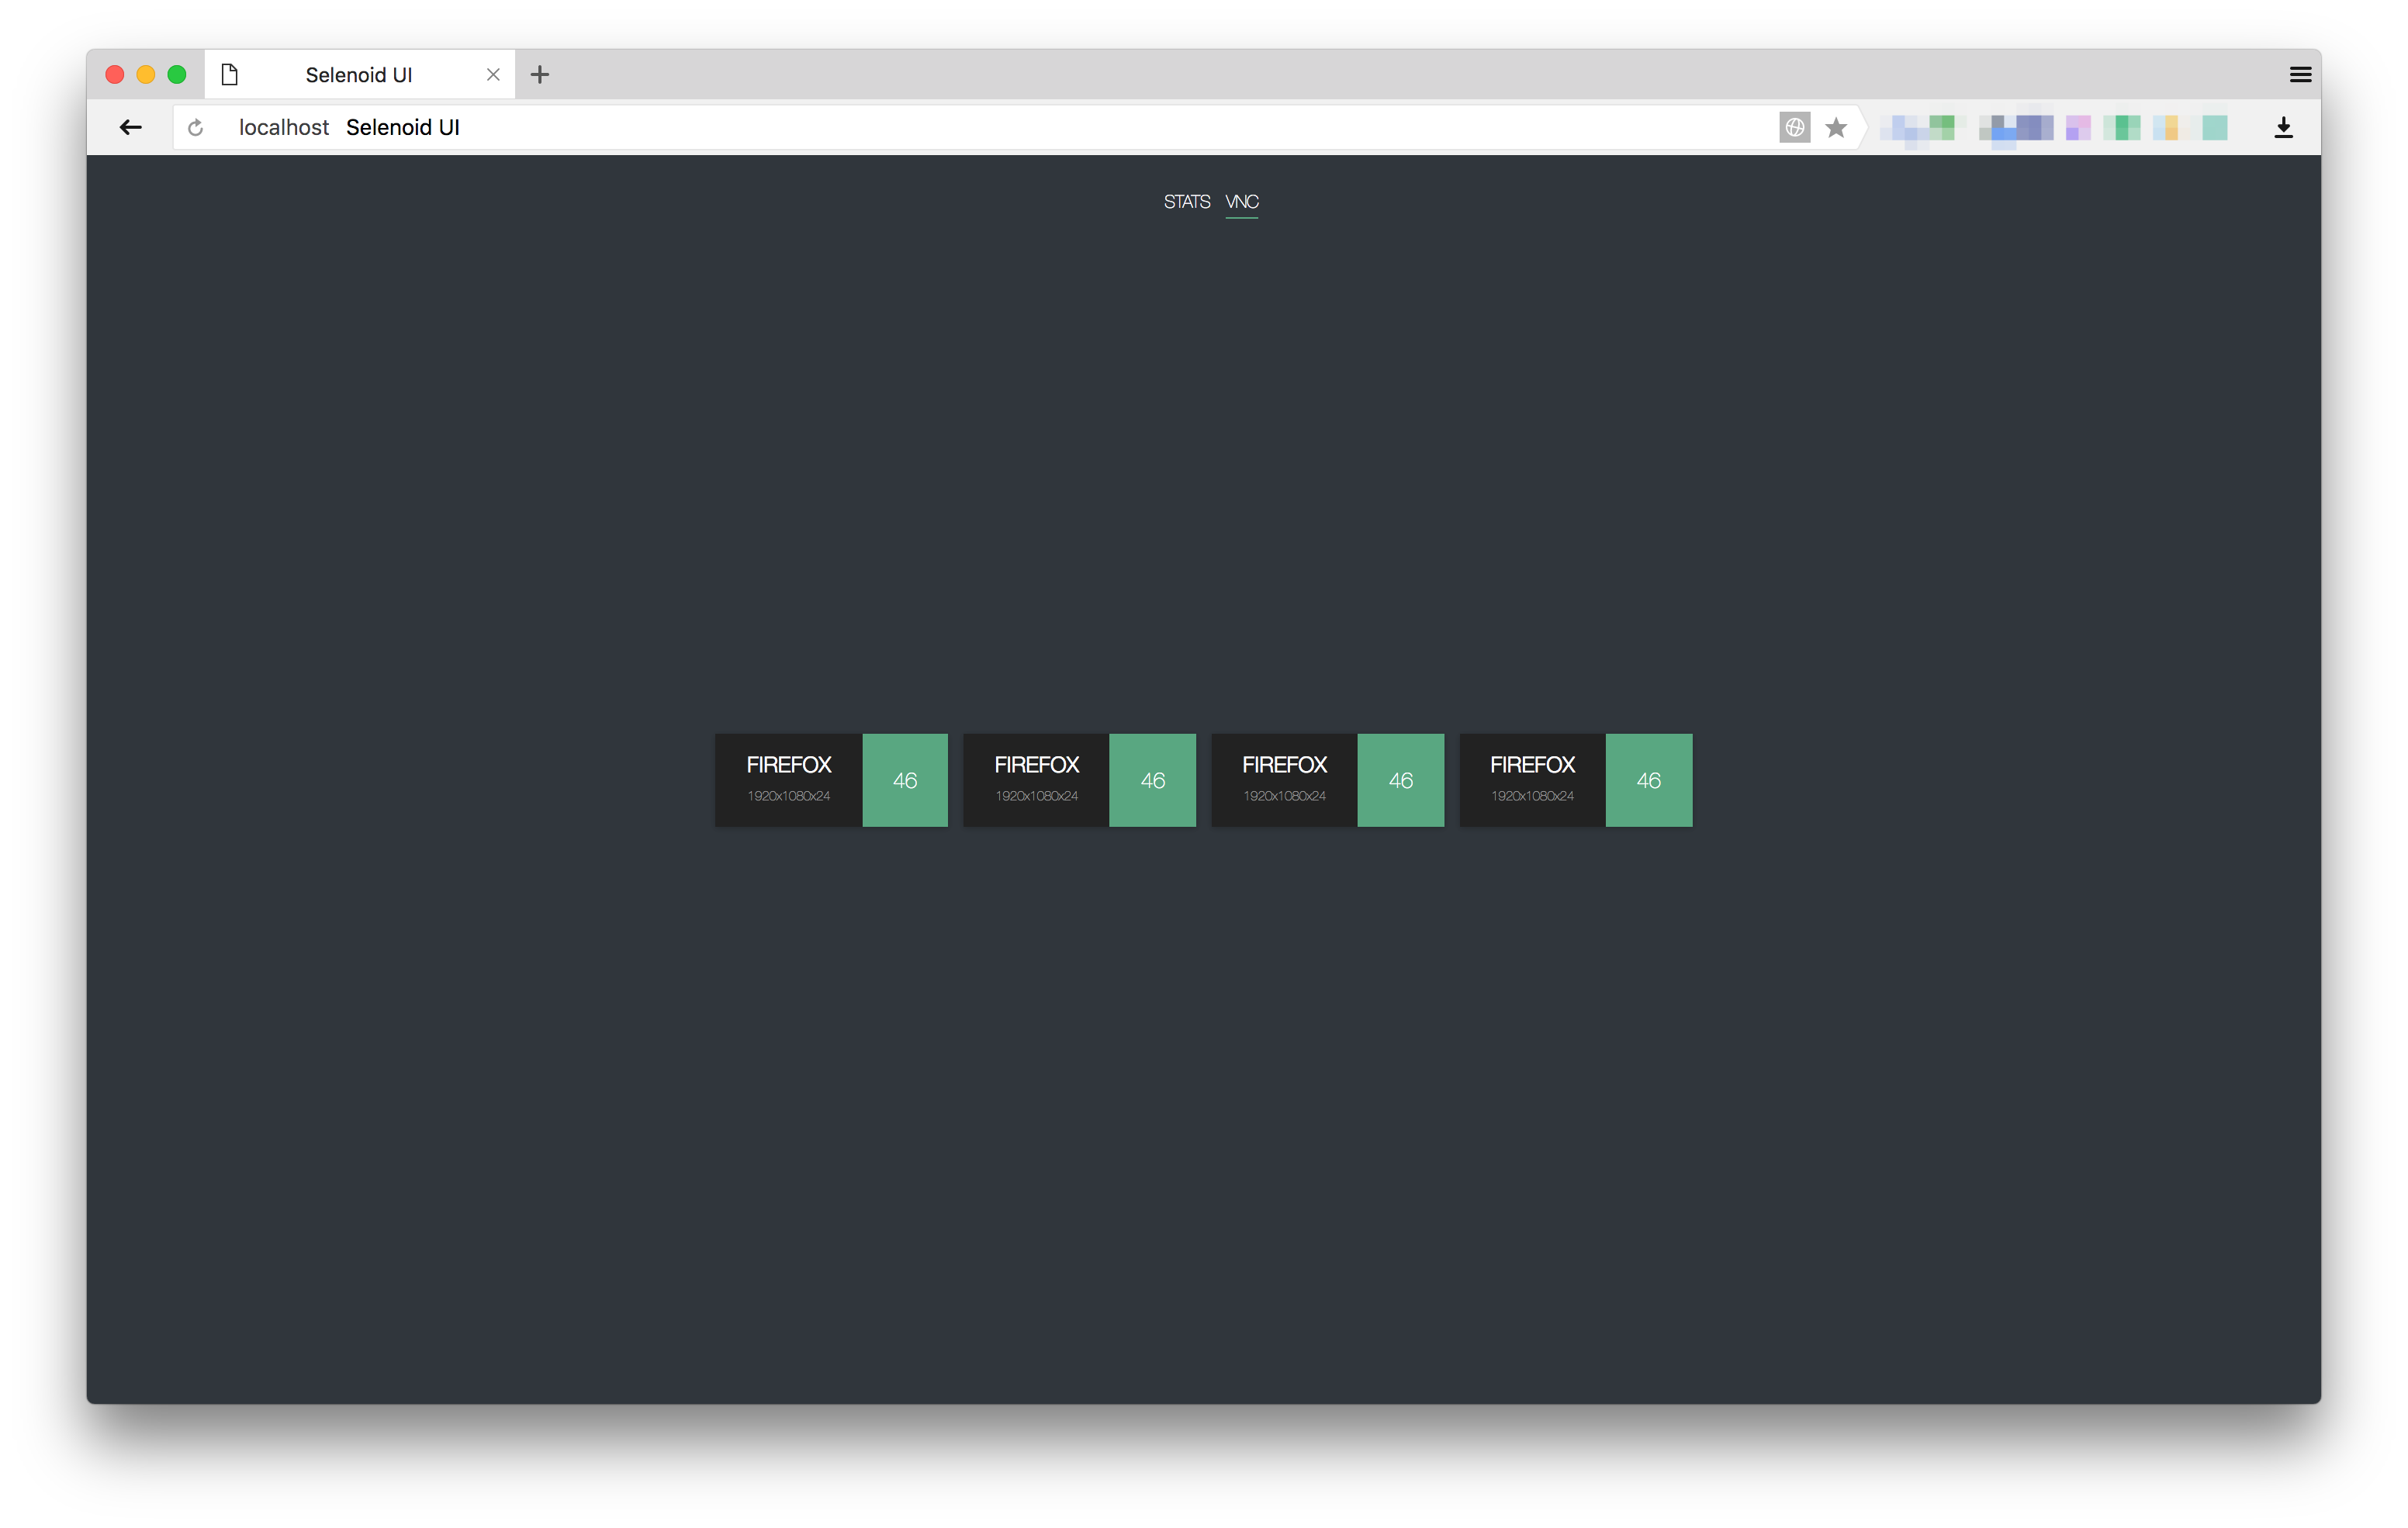 Selenoid UI
localhost Selenoid UI
STATS VNC
FIREFOX 46 FIREFOX 46 FIREFOX 46 FIREFOX 46
1920x1080x24 1920x1080x24 1920x1080x24 1920x1080x24